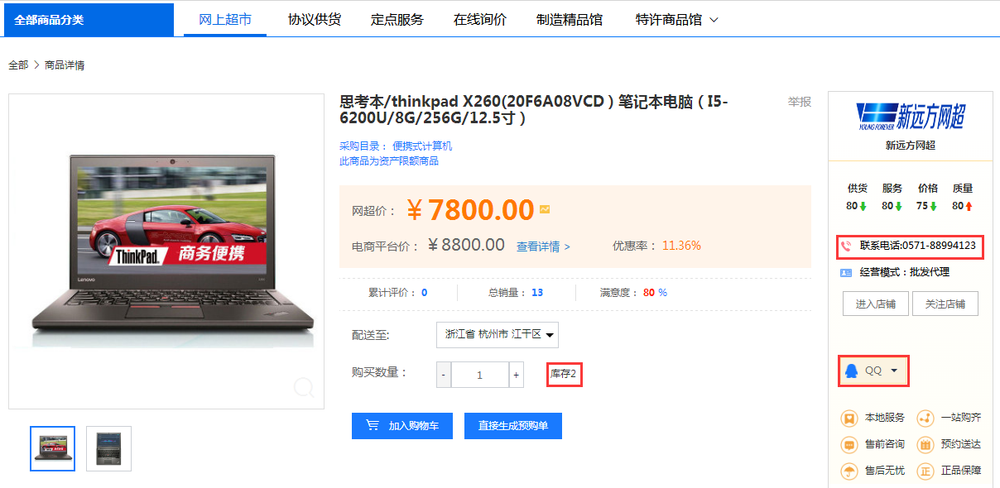 全部商品分类
网上超市
协议供货
定点服务
在线询价
制造精品馆
特许商品馆
全部 > 商品详情
思考本/thinkpad X260(20F6A08VCD ) 笔记本电脑 ( I5-
6200U/8G/256G/12.5寸 )
举报
采购目录： 便携式计算机
此商品为资产限额商品
网超价： ￥7800.00
电商平台价： ￥8800.00 查看详情 > 优惠率： 11.36%
累计评价： 0
总销量： 13
满意度： 80 %
配送至: 浙江省 杭州市 江干区
购买数量： - 1 + 库存2
加入购物车
直接生成预购单
Lenovo
ThinkPad 商务便携
YOUNG FOREVER 新远方网超
新远方网超
供货 服务 价格 质量
80 80 75 80
联系电话:0571-88994123
经营模式：批发代理
进入店铺
关注店铺
QQ
本地服务 一站购齐
售前咨询 预约送达
售后无忧 正 正品保障